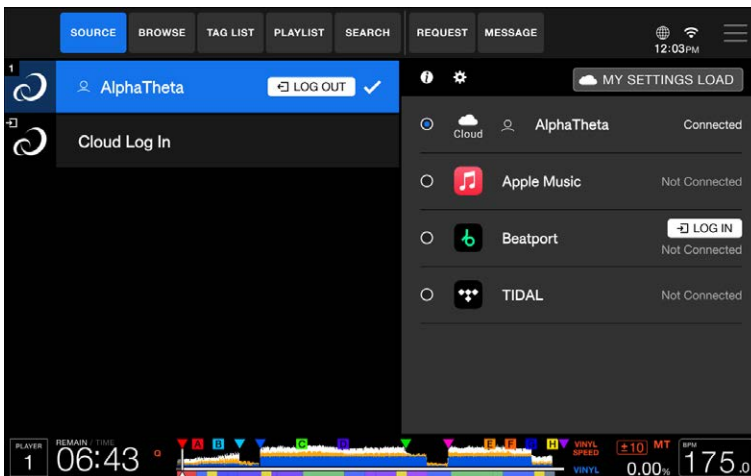 SOURCE BROWSE TAG LIST PLAYLIST SEARCH REQUEST MESSAGE
12:03PM
1
AlphaTheta LOG OUT
Cloud Log In
i
MY SETTINGS LOAD
Cloud AlphaTheta Connected
Apple Music Not Connected
LOG IN
Beatport
Not Connected
TIDAL Not Connected
PLAYER
1
REMAIN / TIME
06:43
Q
A B C D E F G H
VINYL SPEED
VINYL
±10 MT
0.00%
BPM
175.0